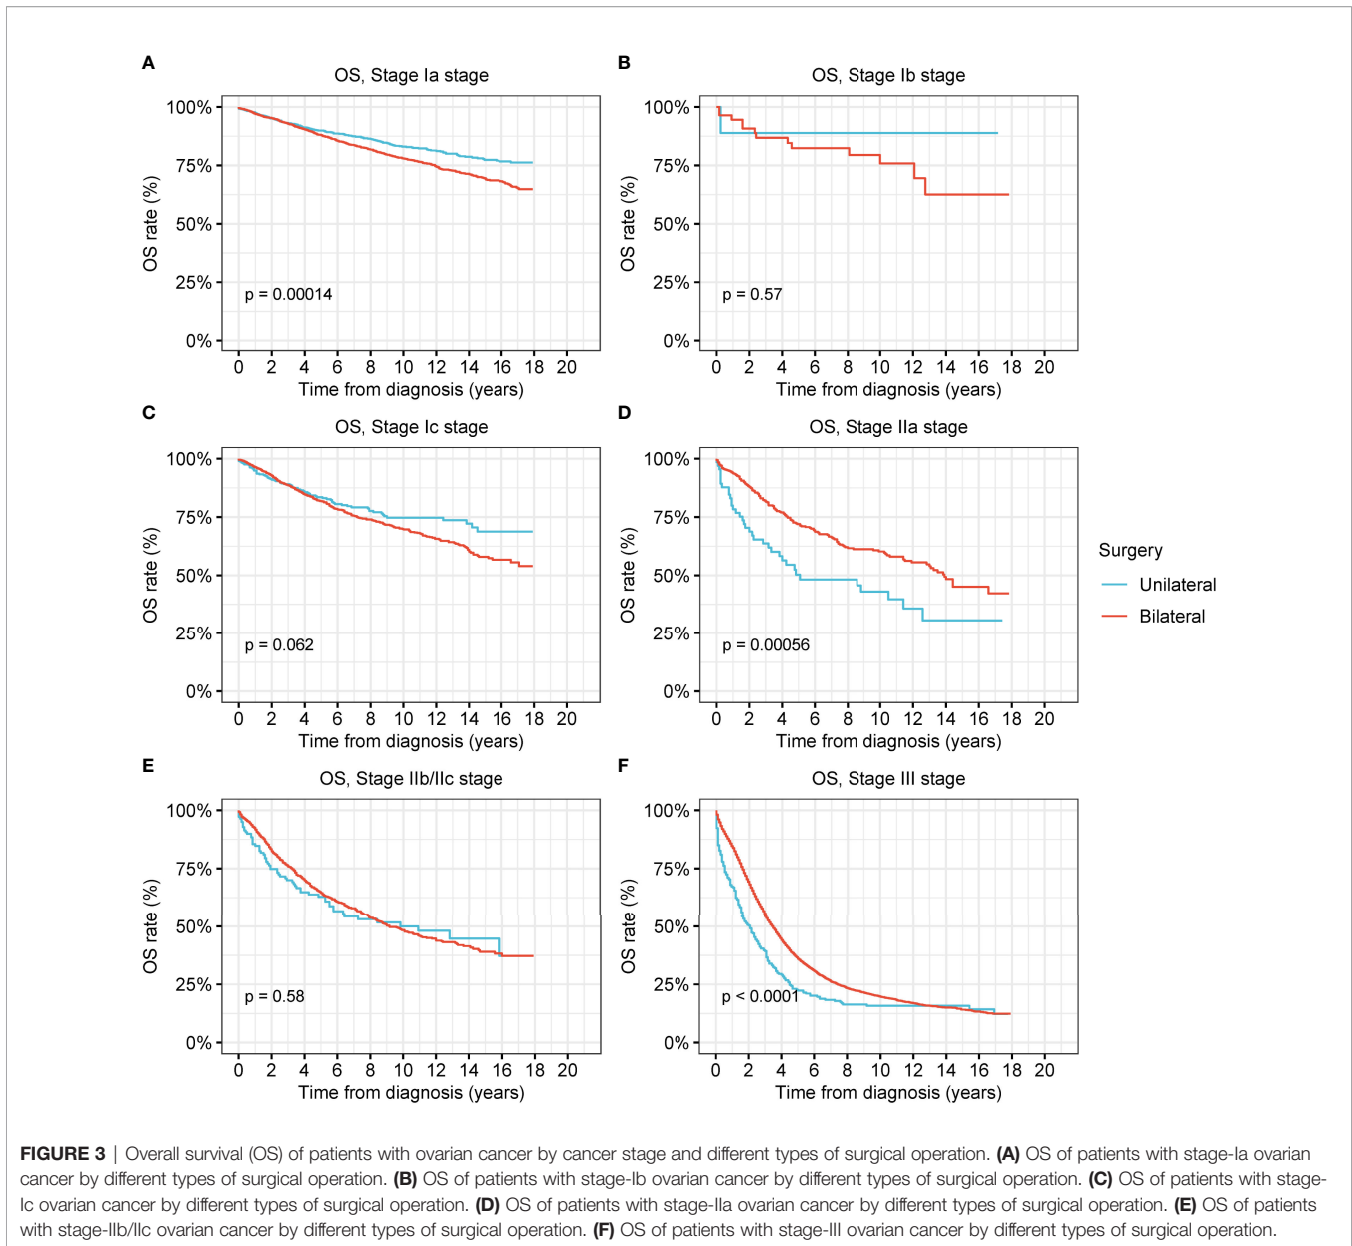 A
OS, Stage Ia stage
100%
75%
50%
25%
0%
OS rate (%)
p = 0.00014
0 2 4 6 8 10 12 14 16 18 20
Time from diagnosis (years)
B
OS, Stage Ib stage
100%
75%
50%
25%
0%
OS rate (%)
p = 0.57
0 2 4 6 8 10 12 14 16 18 20
Time from diagnosis (years)
C
OS, Stage Ic stage
100%
75%
50%
25%
0%
OS rate (%)
p = 0.062
0 2 4 6 8 10 12 14 16 18 20
Time from diagnosis (years)
D
OS, Stage IIa stage
100%
75%
50%
25%
0%
OS rate (%)
p = 0.00056
0 2 4 6 8 10 12 14 16 18 20
Time from diagnosis (years)
Surgery
Unilateral
Bilateral
E
OS, Stage IIb/IIc stage
100%
75%
50%
25%
0%
OS rate (%)
p = 0.58
0 2 4 6 8 10 12 14 16 18 20
Time from diagnosis (years)
F
OS, Stage III stage
100%
75%
50%
25%
0%
OS rate (%)
p < 0.0001
0 2 4 6 8 10 12 14 16 18 20
Time from diagnosis (years)
FIGURE 3 | Overall survival (OS) of patients with ovarian cancer by cancer stage and different types of surgical operation. (A) OS of patients with stage-Ia ovarian
cancer by different types of surgical operation. (B) OS of patients with stage-Ib ovarian cancer by different types of surgical operation. (C) OS of patients with stage-
Ic ovarian cancer by different types of surgical operation. (D) OS of patients with stage-IIa ovarian cancer by different types of surgical operation. (E) OS of patients
with stage-IIb/IIc ovarian cancer by different types of surgical operation. (F) OS of patients with stage-III ovarian cancer by different types of surgical operation.